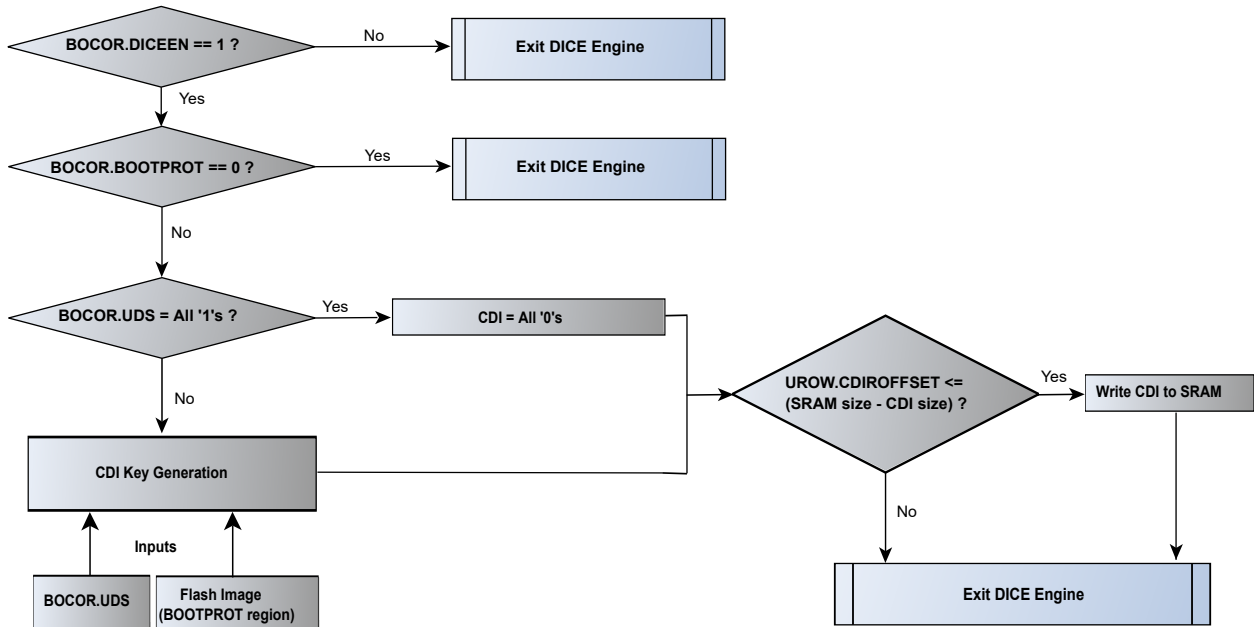 BOCOR.DICEEN == 1 ?
No
Exit DICE Engine
Yes
BOCOR.BOOTPROT == 0 ?
Yes
Exit DICE Engine
No
BOCOR.UDS = All '1's ?
Yes
CDI = All '0's
No
UROW.CDIROFFSET <=
(SRAM size - CDI size) ?
Yes
Write CDI to SRAM
CDI Key Generation
No
Inputs
BOCOR.UDS
Flash Image
(BOOTPROT region)
Exit DICE Engine